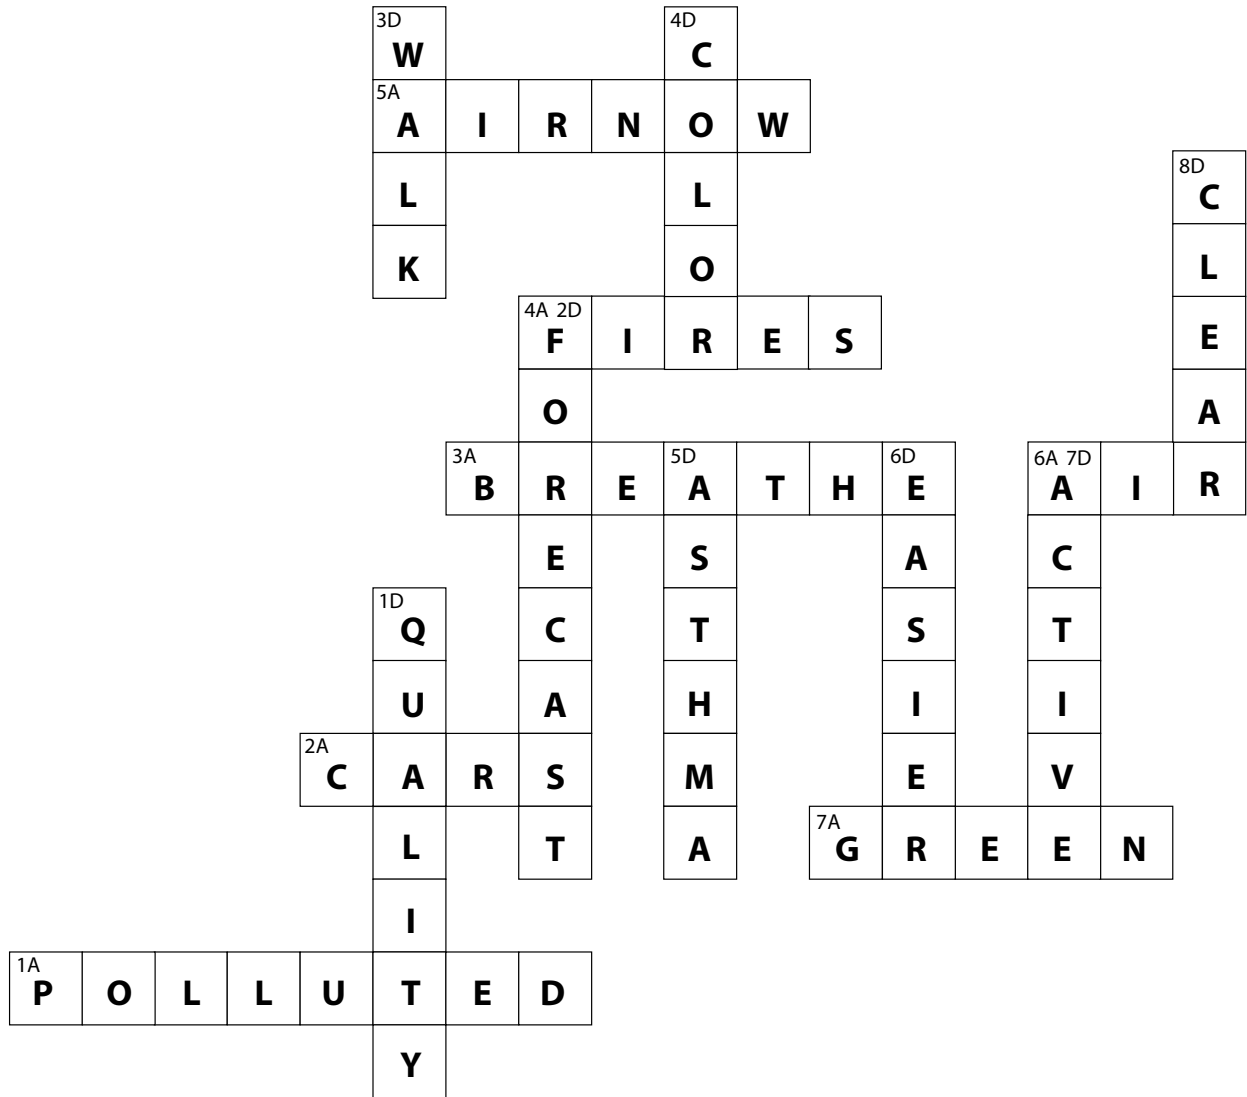 3D 4D
W C
5A
A I R N O W
8D
L L C
K O L
4A 2D
F I R E S E
O A
3A 5D 6D 6A 7D
B R E A T H E A I R
E S A C
1D
Q C T S T
U A H I I
2A
C A R S M E V
7A
L T A G R E E N
I
1A
P O L L U T E D
Y